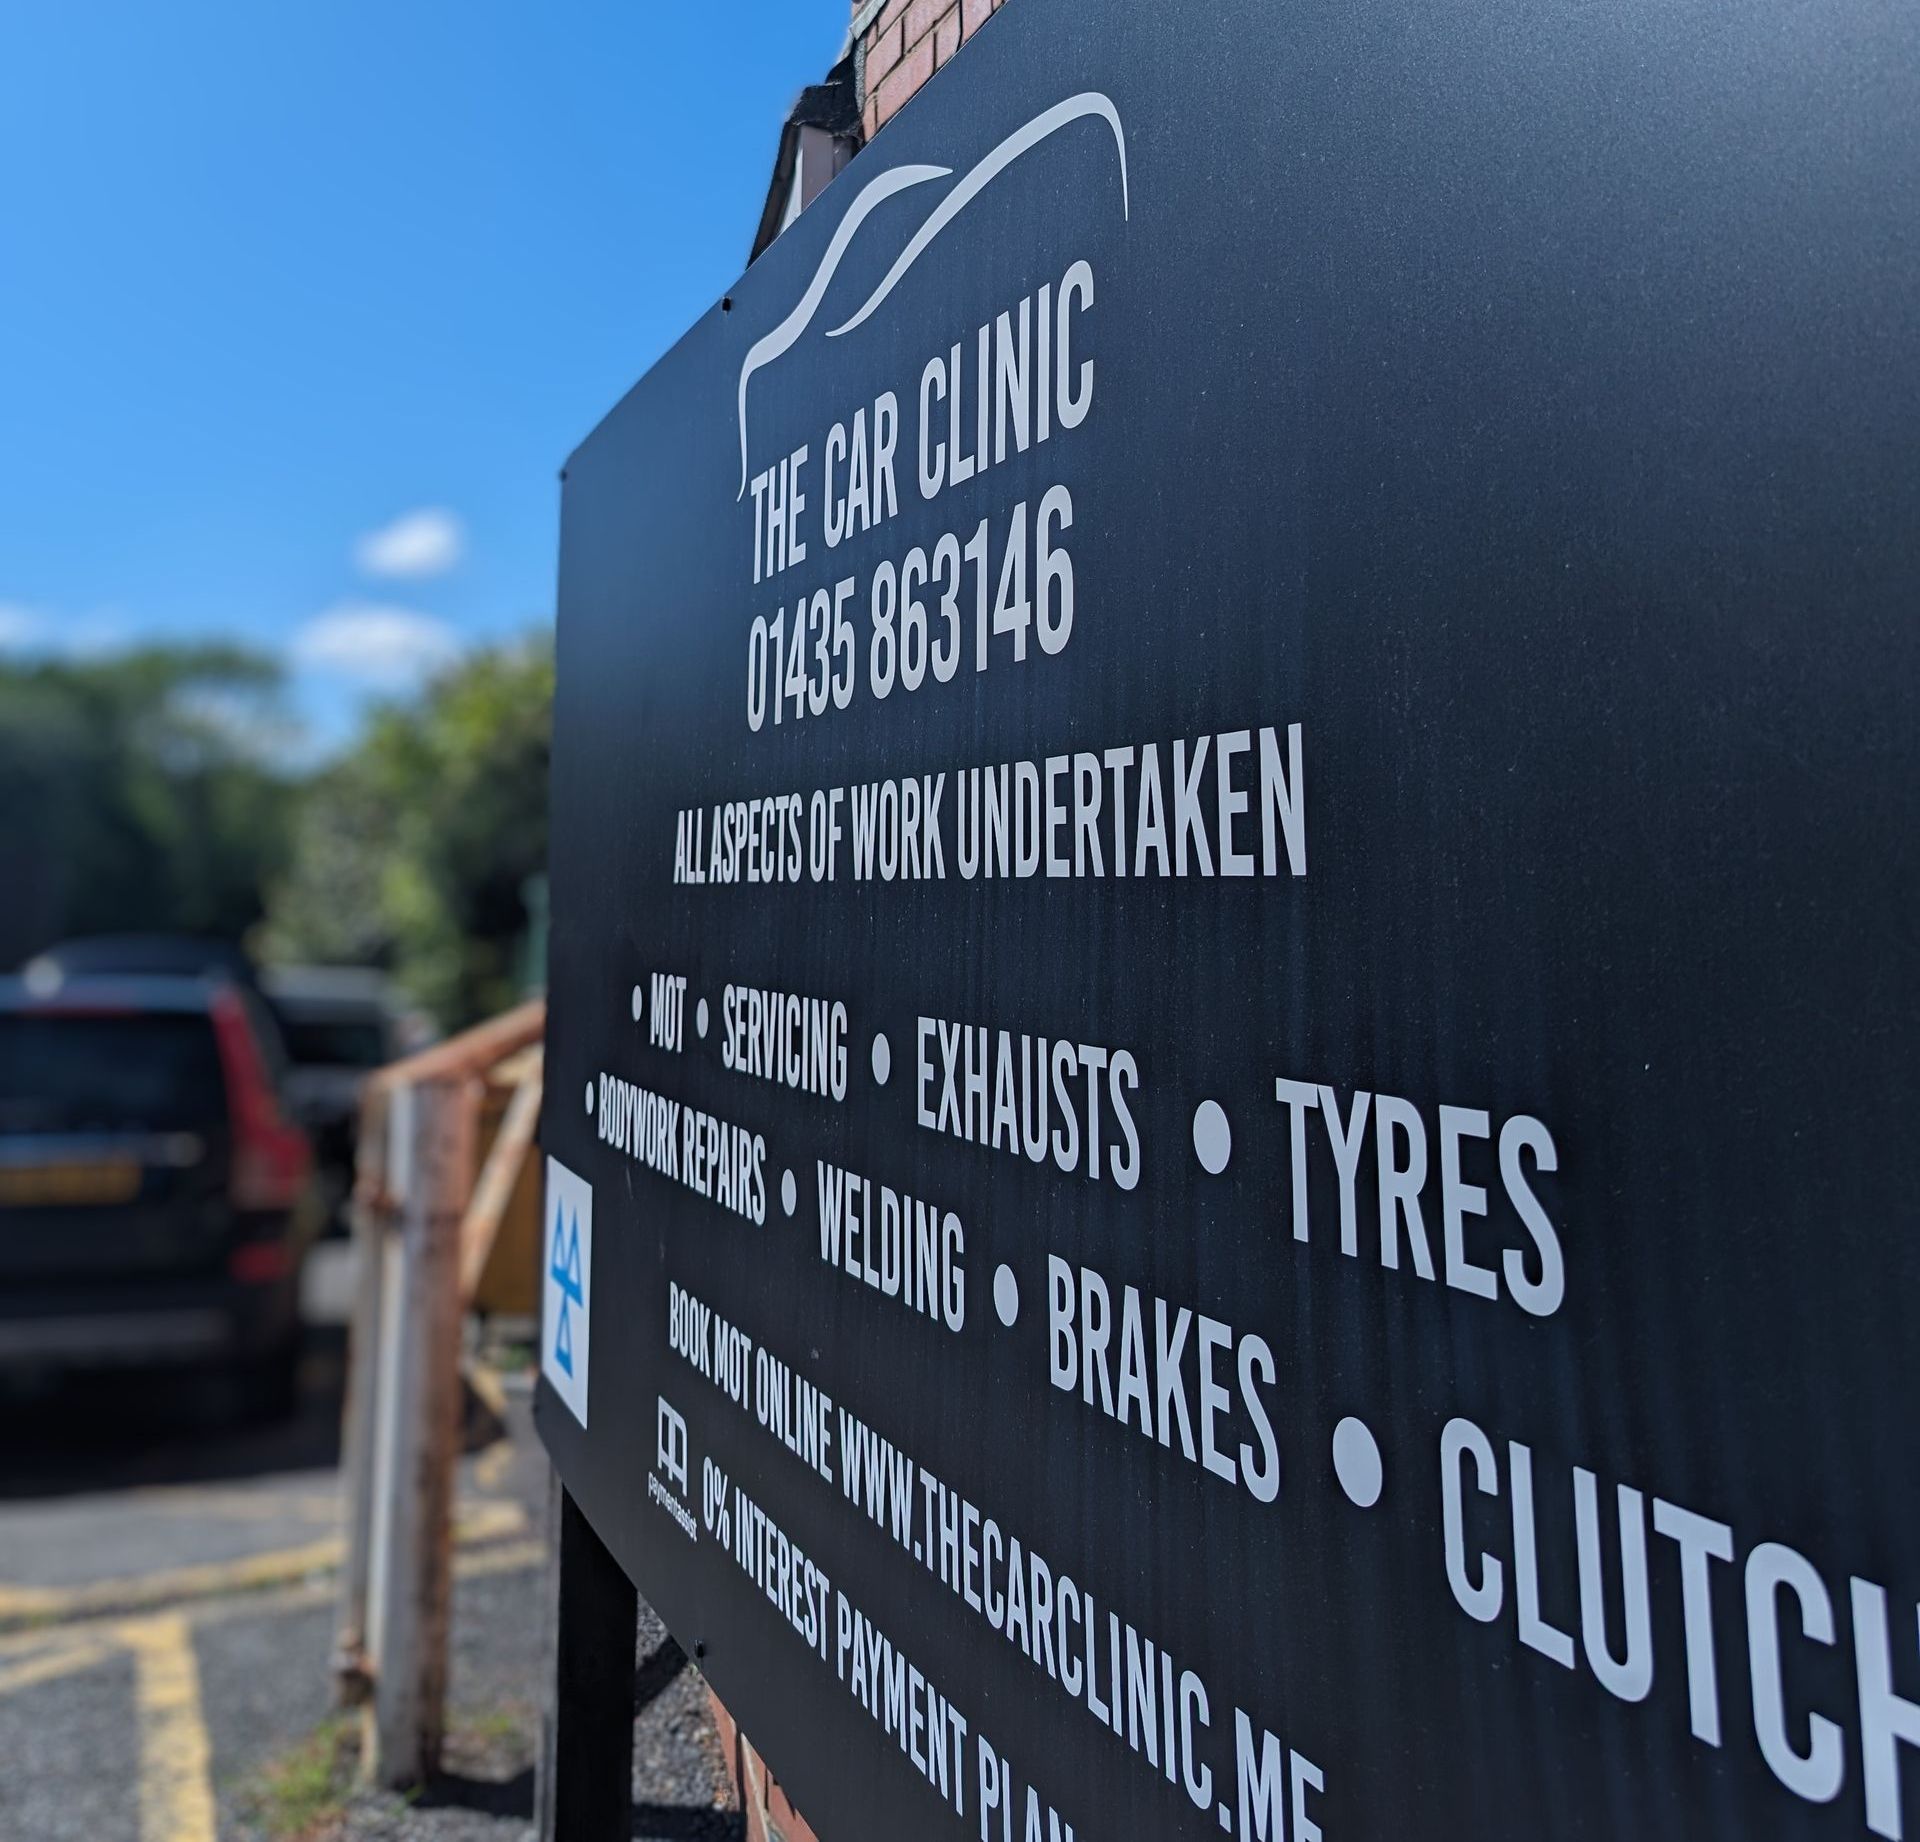 THE CAR CLINIC
01435 863146
ALL ASPECTS OF WORK UNDERTAKEN
• MOT • SERVICING • EXHAUSTS • TYRES
• BODYWORK REPAIRS • WELDING • BRAKES • CLUTCH
BOOK MOT ONLINE WWW.THECARCLINIC.ME
paymentassist
0% INTEREST PAYMENT PLAN